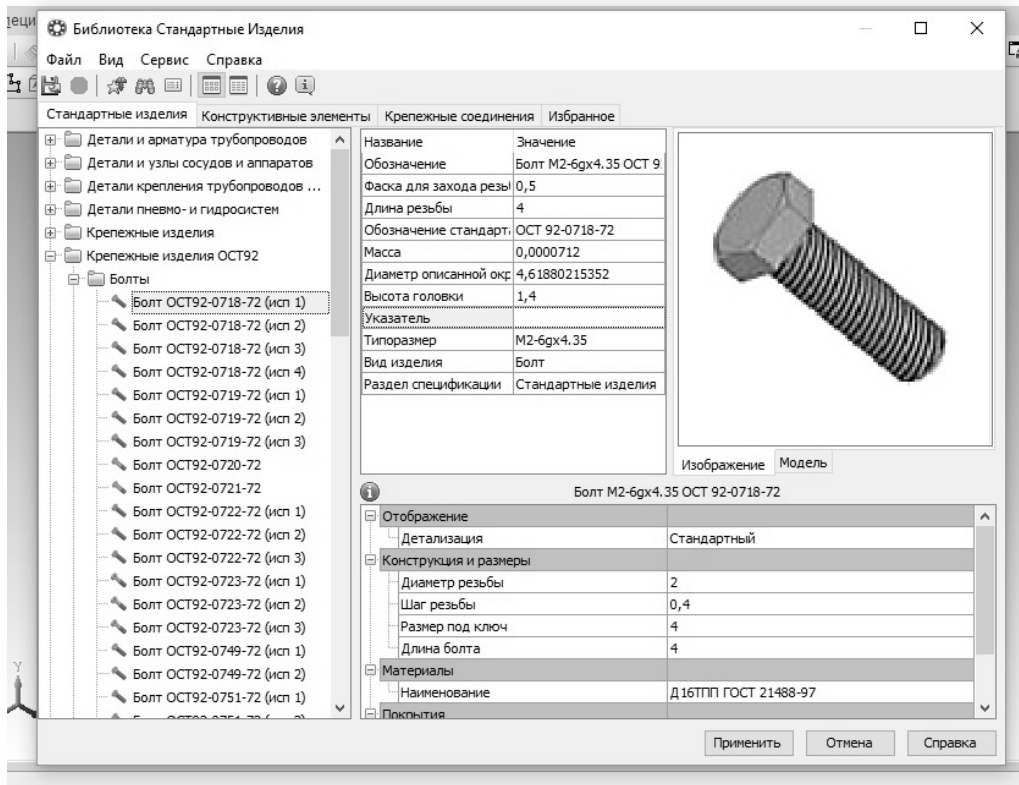 Библиотека Стандартные Изделия
Файл Вид Сервис Справка
Стандартные изделия Конструктивные элементы Крепежные соединения Избранное
Детали и арматура трубопроводов
Детали и узлы сосудов и аппаратов
Детали крепления трубопроводов ...
Детали пневмо- и гидросистем
Крепежные изделия
Крепежные изделия ОСТ92
Болты
Болт ОСТ92-0718-72 (исп 1)
Болт ОСТ92-0718-72 (исп 2)
Болт ОСТ92-0718-72 (исп 3)
Болт ОСТ92-0718-72 (исп 4)
Болт ОСТ92-0719-72 (исп 1)
Болт ОСТ92-0719-72 (исп 2)
Болт ОСТ92-0719-72 (исп 3)
Болт ОСТ92-0720-72
Болт ОСТ92-0721-72
Болт ОСТ92-0722-72 (исп 1)
Болт ОСТ92-0722-72 (исп 2)
Болт ОСТ92-0722-72 (исп 3)
Болт ОСТ92-0723-72 (исп 1)
Болт ОСТ92-0723-72 (исп 2)
Болт ОСТ92-0723-72 (исп 3)
Болт ОСТ92-0749-72 (исп 1)
Болт ОСТ92-0749-72 (исп 2)
Болт ОСТ92-0751-72 (исп 1)
Название Значение
Обозначение Болт М2-6gх4.35 ОСТ 9
Фаска для захода резь 0,5
Длина резьбы 4
Обозначение стандарт ОСТ 92-0718-72
Масса 0,0000712
Диаметр описанной окр 4,61880215352
Высота головки 1,4
Указатель
Типоразмер М2-6gх4.35
Вид изделия Болт
Раздел спецификации Стандартные изделия
Изображение Модель
Болт М2-6gх4.35 ОСТ 92-0718-72
Отображение
Детализация Стандартный
Конструкция и размеры
Диаметр резьбы 2
Шаг резьбы 0,4
Размер под ключ 4
Длина болта 4
Материалы
Наименование Д16ТПП ГОСТ 21488-97
Покрытия
Применить Отмена Справка
Y